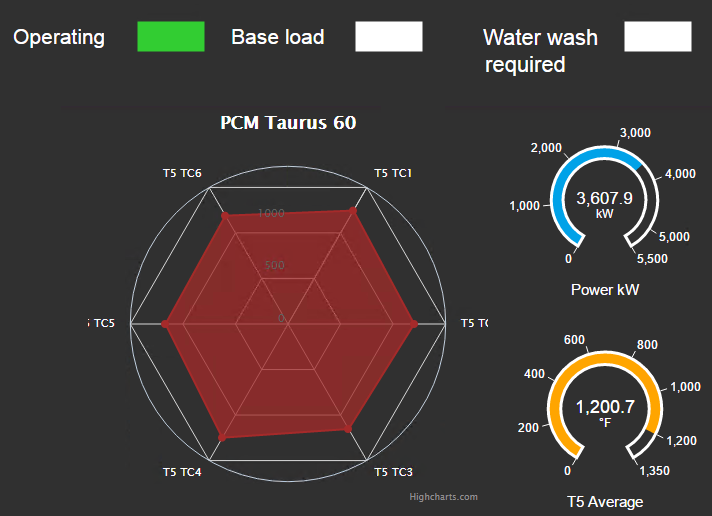 Operating
Base load
Water wash
required
PCM Taurus 60
T5 TC6
T5 TC1
1000
500
0
TC5
T5
T5 TC4
T5 TC3
Highcharts.com
2,000
3,000
1,000
4,000
3,607.9
kW
5,000
0
5,500
Power kW
600
800
400
1,000
1,200.7
°F
200
1,200
0
1,350
T5 Average